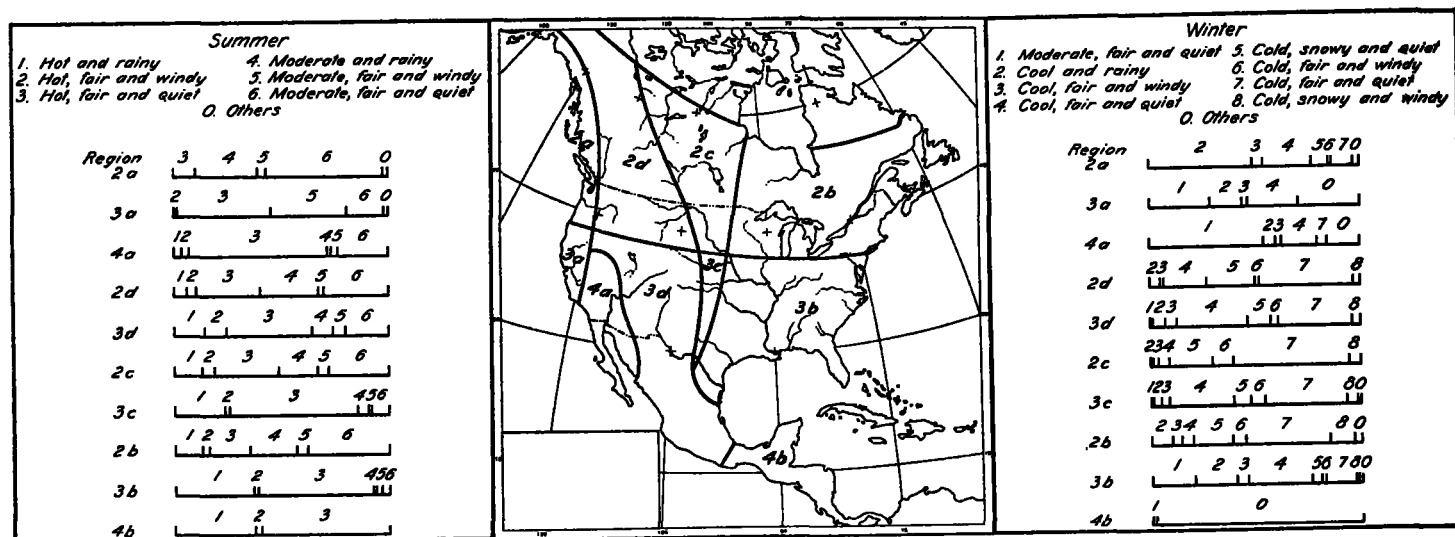 Summer
1. Hot and rainy 4. Moderate and rainy
2. Hot, fair and windy 5. Moderate, fair and windy
3. Hot, fair and quiet 6. Moderate, fair and quiet
0. Others
Region 3 4 5 6 0
2a
2 3 5 6 0
3a
1 2 3 4 5 6
4a
1 2 3 4 5 6
2d
1 2 3 4 5 6
3d
1 2 3 4 5 6
2c
1 2 3 4 5 6
3c
1 2 3 4 5 6
2b
1 2 3 4 5 6
3b
1 2 3
4b
2d
2c
2b
3a
3c
4a
3d
3b
4b
Winter
1. Moderate, fair and quiet 5. Cold, snowy and quiet
2. Cool and rainy 6. Cold, fair and windy
3. Cool, fair and windy 7. Cold, fair and quiet
4. Cool, fair and quiet 8. Cold, snowy and windy
0. Others
Region 2 3 4 5 6 7 0
2a
1 2 3 4 0
3a
1 2 3 4 7 0
4a
2 3 4 5 6 7 8
2d
1 2 3 4 5 6 7 8
3d
2 3 4 5 6 7 8
2c
1 2 3 4 5 6 7 8 0
3c
2 3 4 5 6 7 8 0
2b
1 2 3 4 5 6 7 8 0
3b
1 0
4b